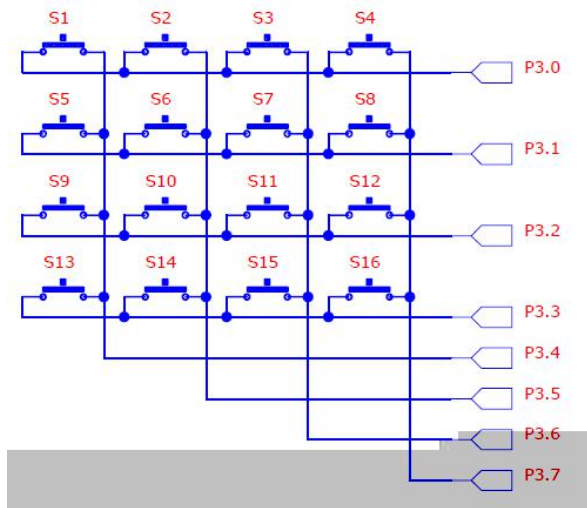 S1 S2 S3 S4
P3.0
S5 S6 S7 S8
P3.1
S9 S10 S11 S12
P3.2
S13 S14 S15 S16
P3.3
P3.4
P3.5
P3.6
P3.7